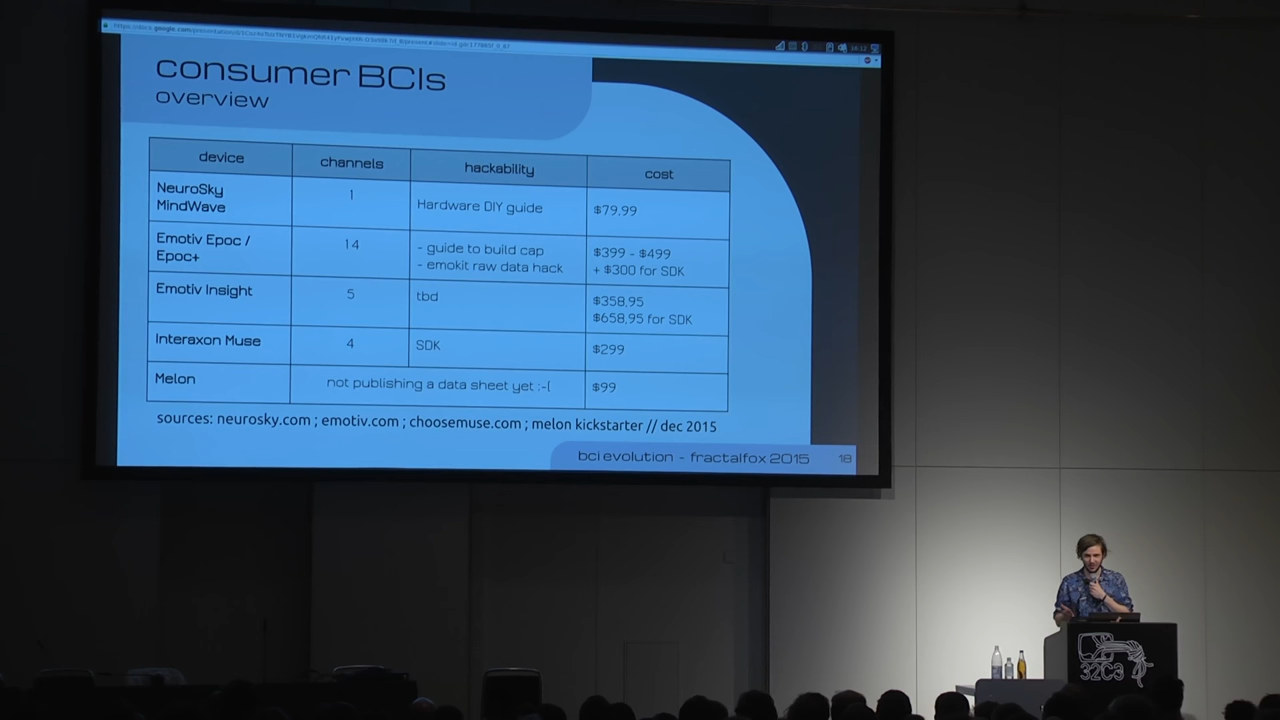 consumer BCIs
overview
device channels hackability cost
NeuroSky MindWave 1 Hardware DIY guide $79,99
Emotiv Epoc / Epoc+ 14 - guide to build cap - emokit raw data hack $399 - $499 + $300 for SDK
Emotiv Insight 5 tbd $358,95 $658,95 for SDK
Interaxon Muse 4 SDK $299
Melon not publishing a data sheet yet :-( $99
sources: neurosky.com ; emotiv.com ; choosemuse.com ; melon kickstarter // dec 2015
bci evolution - fractalfox 2015 18
32C3